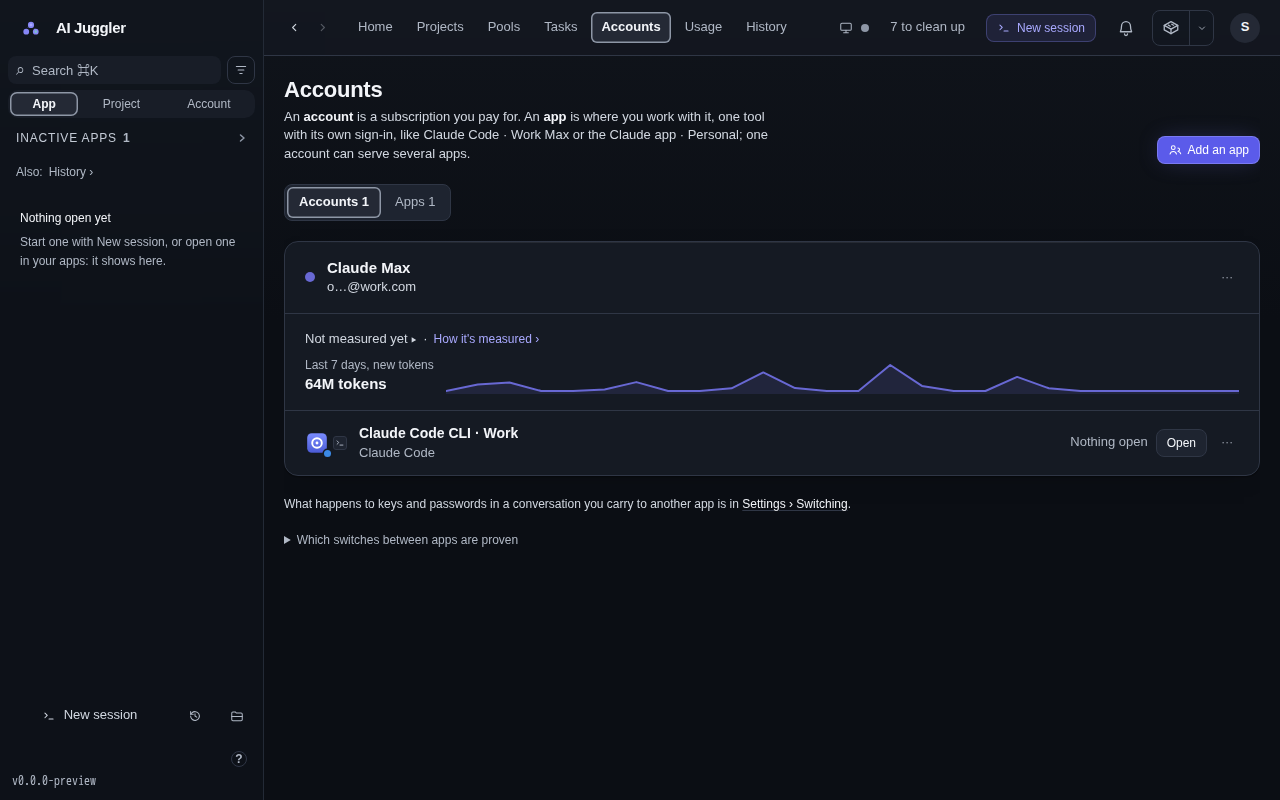 AI Juggler
Search ⌘K
App
Project
Account
INACTIVE APPS 1
Also: History ›
Nothing open yet
Start one with New session, or open one
in your apps: it shows here.
New session
?
v0.0.0-preview
Home
Projects
Pools
Tasks
Accounts
Usage
History
7 to clean up
New session
S
Accounts
An account is a subscription you pay for. An app is where you work with it, one tool
with its own sign-in, like Claude Code · Work Max or the Claude app · Personal; one
account can serve several apps.
Add an app
Accounts 1
Apps 1
Claude Max
o…@work.com
Not measured yet ▸ · How it's measured ›
Last 7 days, new tokens
64M tokens
Claude Code CLI · Work
Claude Code
Nothing open
Open
What happens to keys and passwords in a conversation you carry to another app is in Settings › Switching.
Which switches between apps are proven